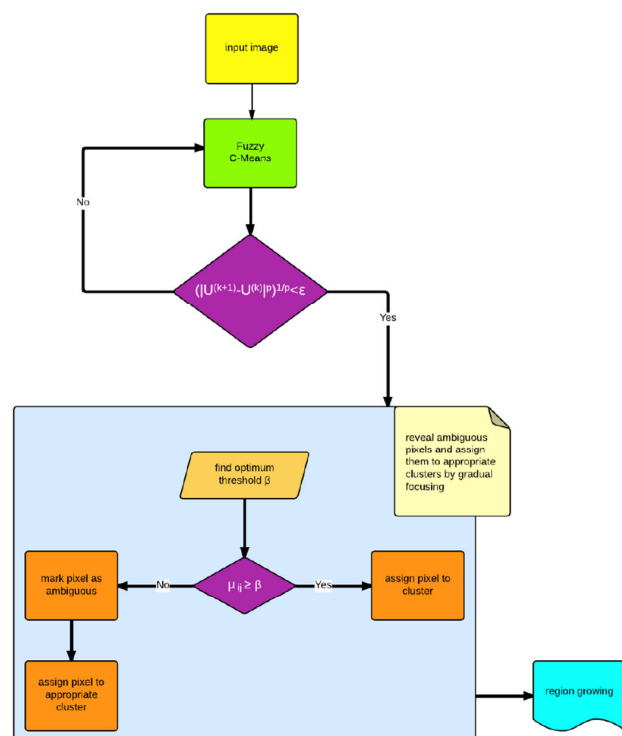 input image
Fuzzy
C-Means
No
(|U(k+1)-U(k)|p)1/p<ε
Yes
reveal ambiguous
pixels and assign
them to appropriate
clusters by gradual
focusing
find optimum
threshold β
mark pixel as
ambiguous
No
μ ij ≥ β
Yes
assign pixel to
cluster
assign pixel to
appropriate
cluster
region growing